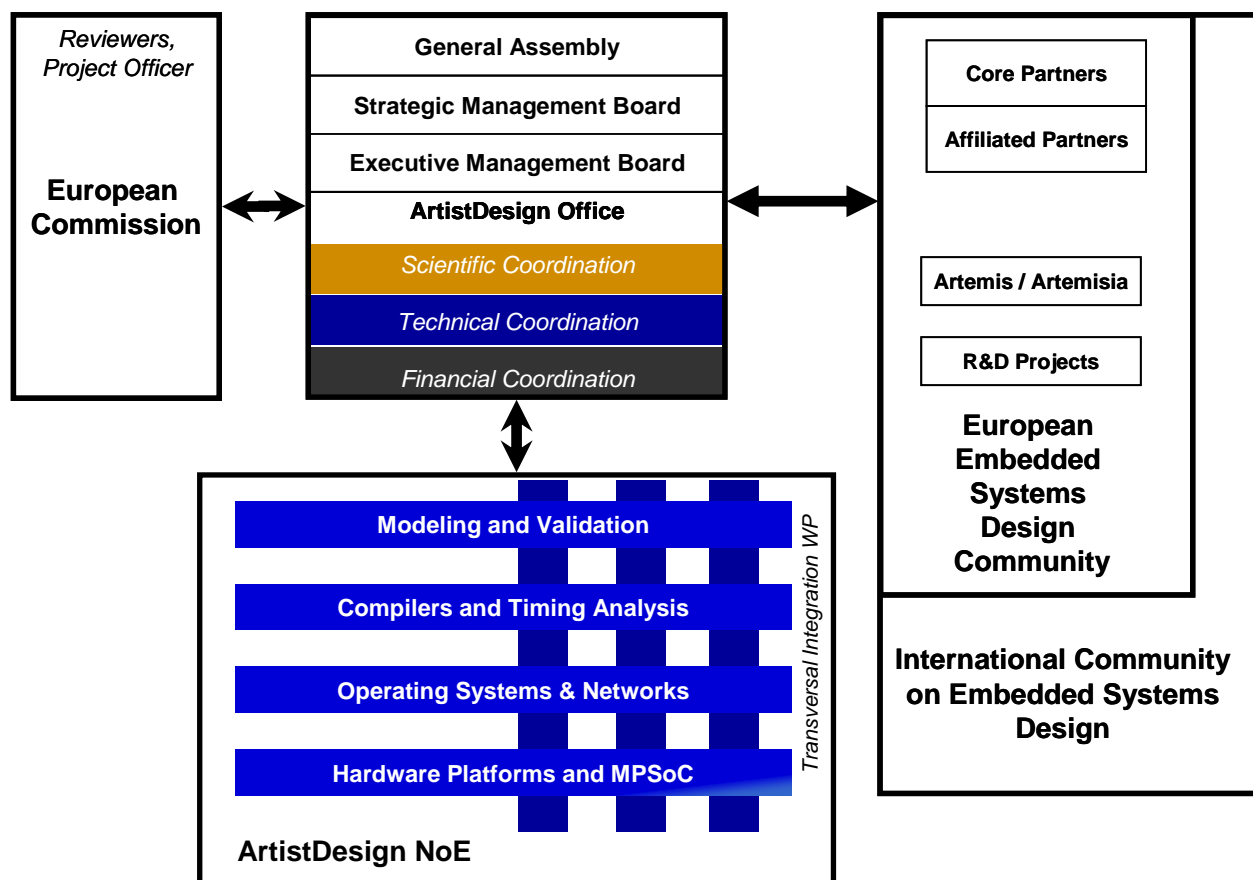 Reviewers,
Project Officer
European
Commission
General Assembly
Strategic Management Board
Executive Management Board
ArtistDesign Office
Scientific Coordination
Technical Coordination
Financial Coordination
Core Partners
Affiliated Partners
Artemis / Artemisia
R&D Projects
European
Embedded
Systems
Design
Community
International Community
on Embedded Systems
Design
Modeling and Validation
Compilers and Timing Analysis
Operating Systems & Networks
Hardware Platforms and MPSoC
Transversal Integration WP
ArtistDesign NoE